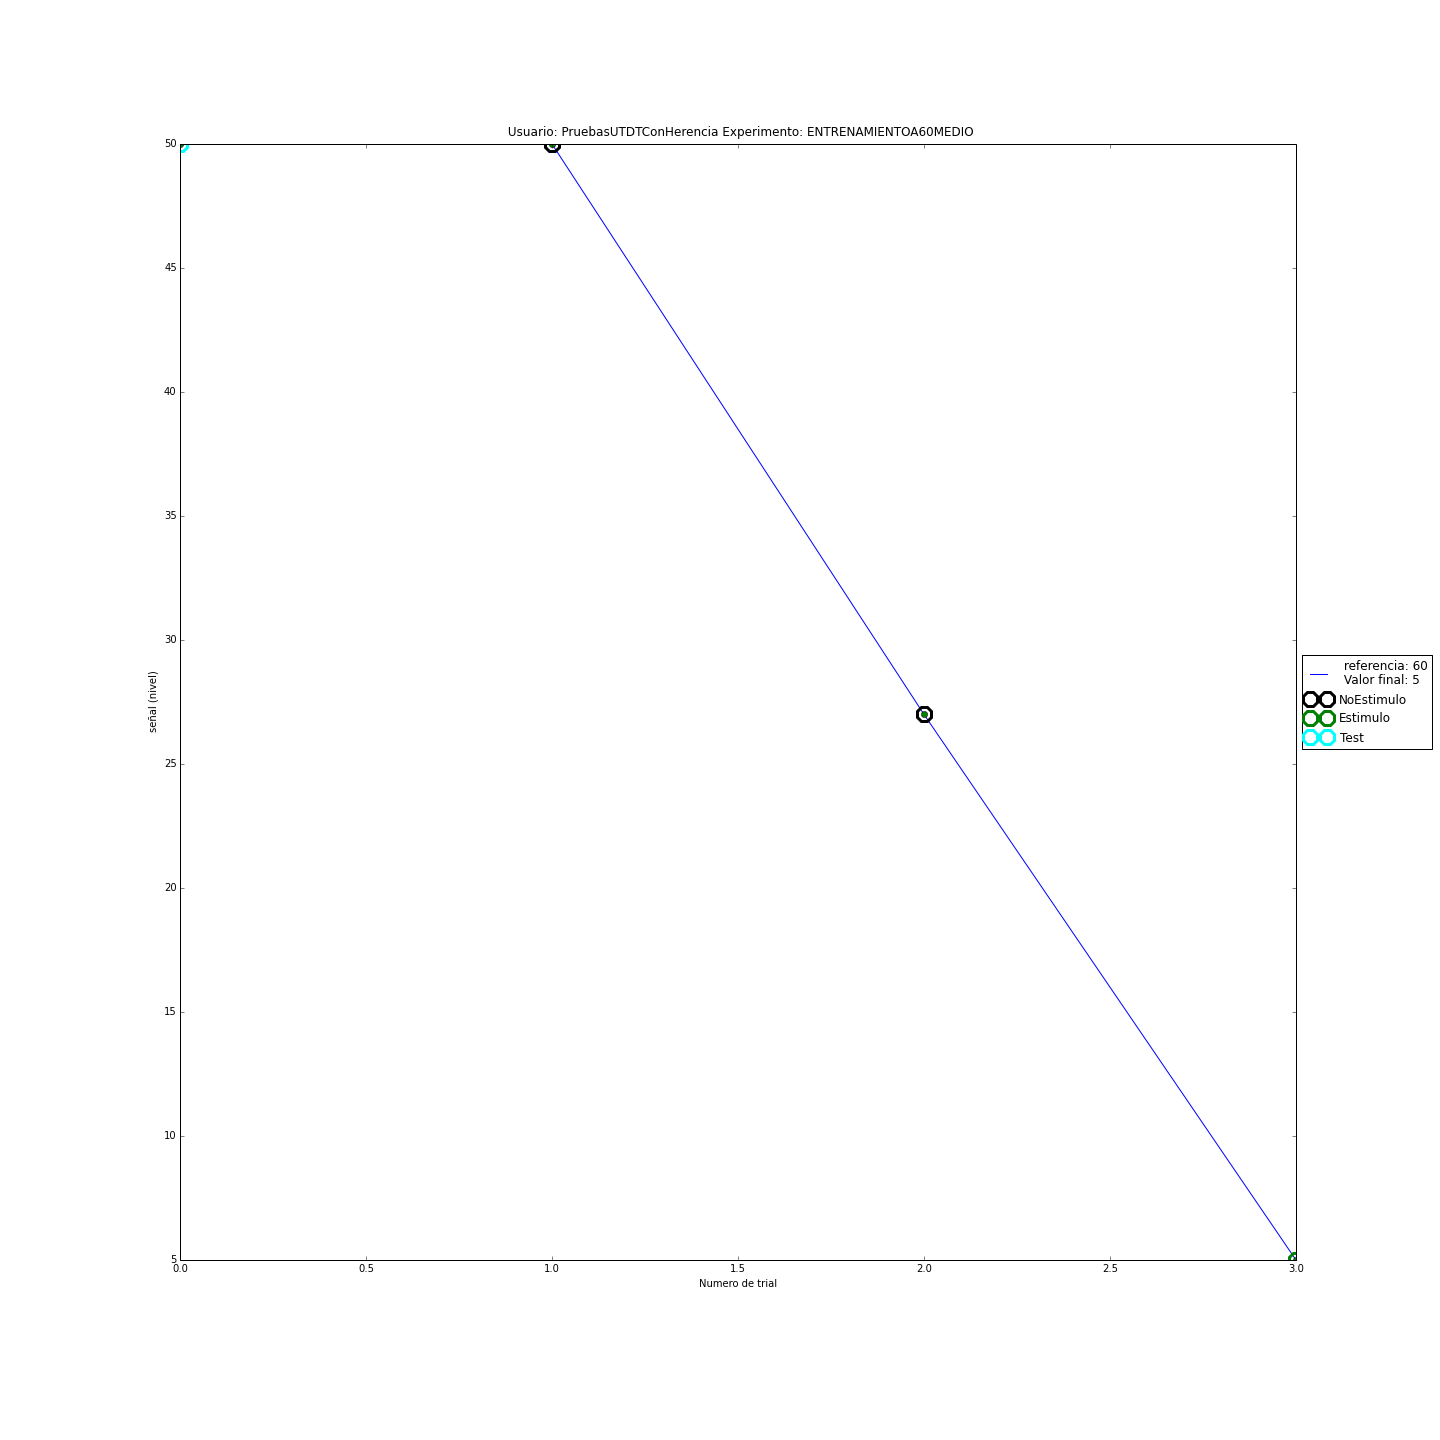 Usuario: PruebasUTDTConHerencia Experimento: ENTRENAMIENTOA60MEDIO
50
45
40
35
30
25
20
15
10
5
señal (nivel)
0.0 0.5 1.0 1.5 2.0 2.5 3.0
Numero de trial
referencia: 60
Valor final: 5
NoEstimulo
Estimulo
Test